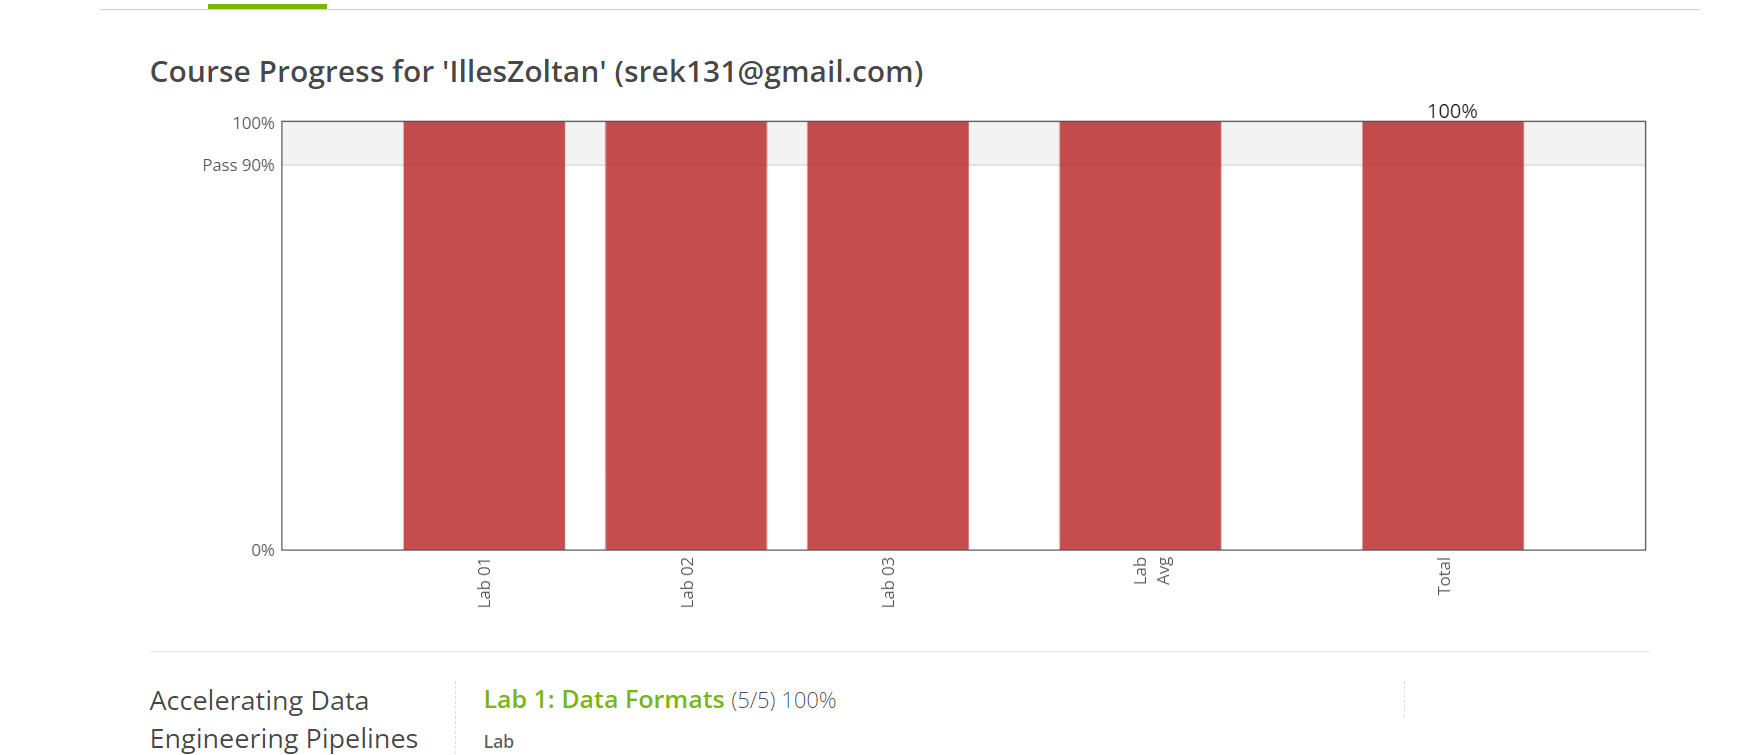 Course Progress for 'IllesZoltan' (srek131@gmail.com)
100%
100%
Pass 90%
0%
Lab 01
Lab 02
Lab 03
Lab
Avg
Total
Accelerating Data
Engineering Pipelines
Lab 1: Data Formats (5/5) 100%
Lab